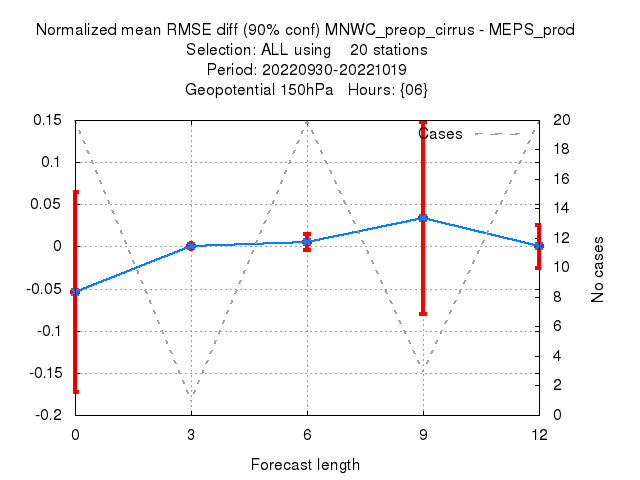 Normalized mean RMSE diff (90% conf) MNWC_preop_cirrus - MEPS_prod
Selection: ALL using 20 stations
Period: 20220930-20221019
Geopotential 150hPa Hours: {06}
Cases
0.15
0.1
0.05
0
-0.05
-0.1
-0.15
-0.2
20
18
16
14
12
10
8
6
4
2
0
No cases
0 3 6 9 12
Forecast length